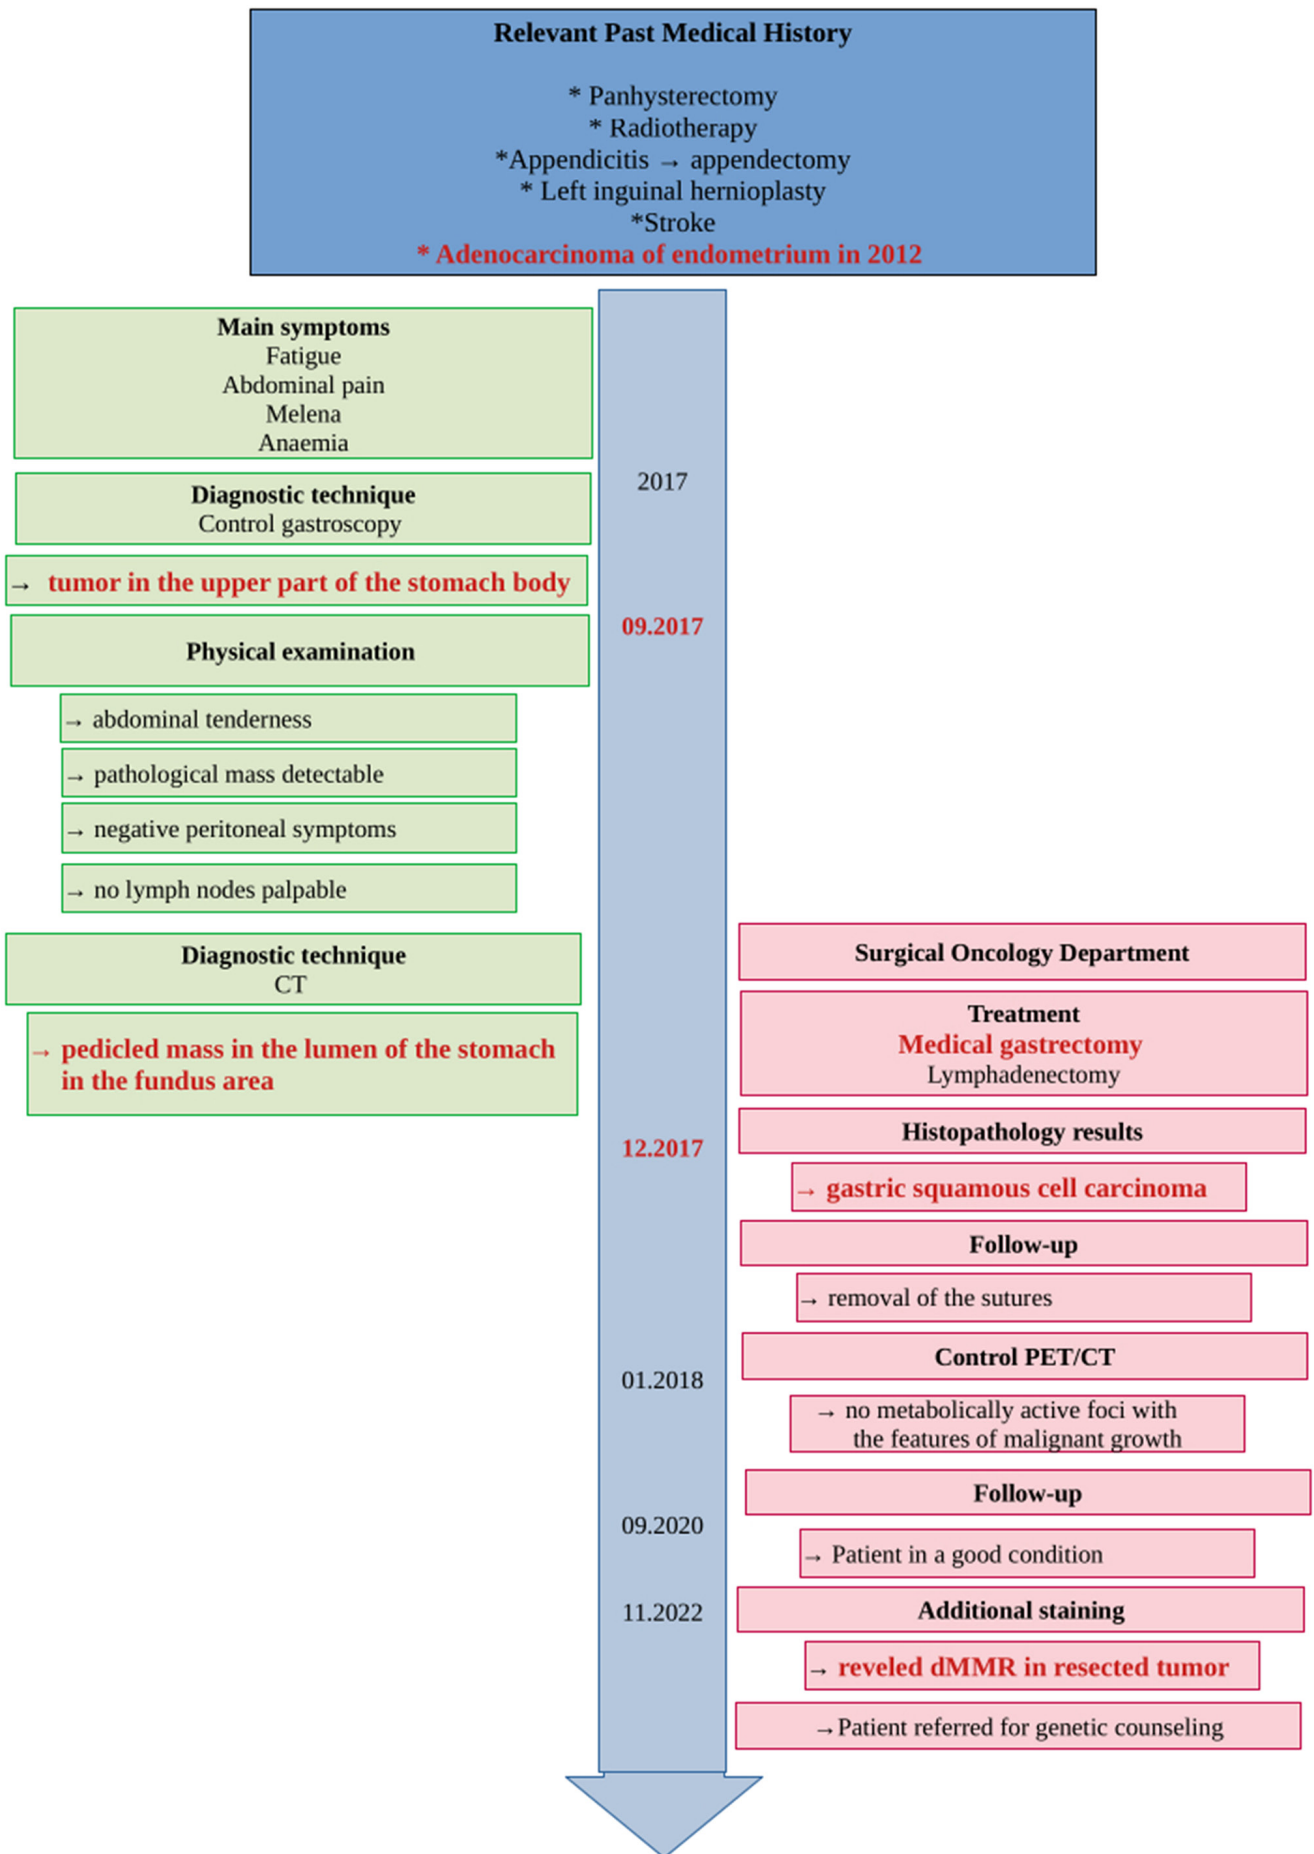 Relevant Past Medical History
* Panhysterectomy
* Radiotherapy
*Appendicitis → appendectomy
* Left inguinal hernioplasty
*Stroke
* Adenocarcinoma of endometrium in 2012
Main symptoms
Fatigue
Abdominal pain
Melena
Anaemia
2017
Diagnostic technique
Control gastroscopy
→ tumor in the upper part of the stomach body
09.2017
Physical examination
→ abdominal tenderness
→ pathological mass detectable
→ negative peritoneal symptoms
→ no lymph nodes palpable
Diagnostic technique
CT
→ pedicled mass in the lumen of the stomach
in the fundus area
Surgical Oncology Department
Treatment
Medical gastrectomy
Lymphadenectomy
12.2017
Histopathology results
→ gastric squamous cell carcinoma
Follow-up
→ removal of the sutures
01.2018
Control PET/CT
→ no metabolically active foci with
the features of malignant growth
09.2020
Follow-up
→ Patient in a good condition
11.2022
Additional staining
→ reveled dMMR in resected tumor
→Patient referred for genetic counseling